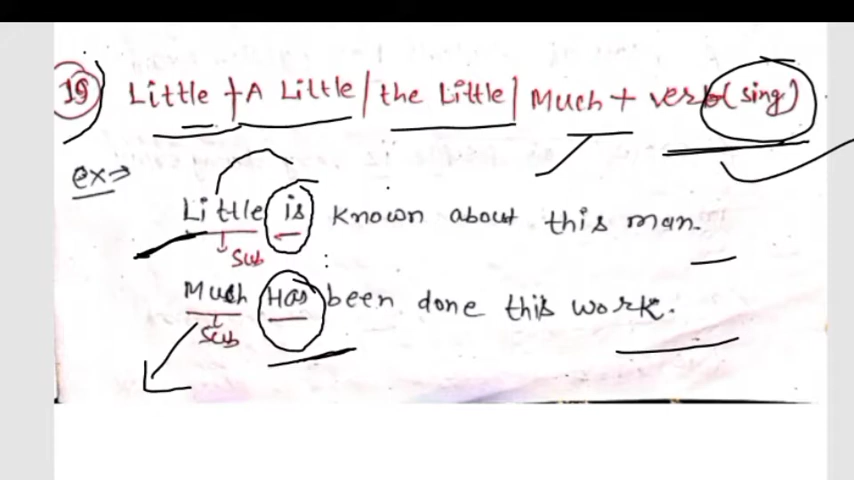 19 Little + A Little / the Little / Much + verb (sing)
ex⇒
Little is known about this man.
Sub
Much Has been done this work.
Sub